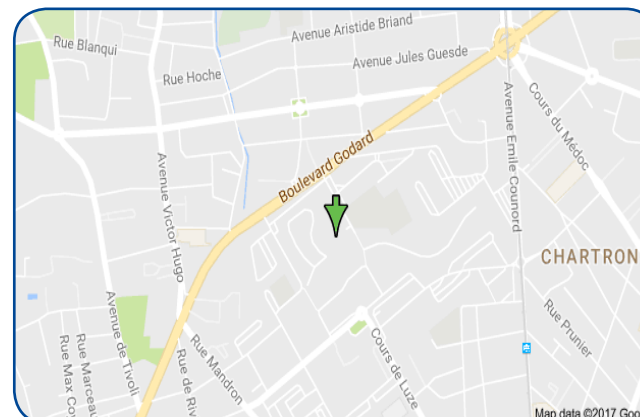 Avenue Aristide Briand
Rue Blanqui
Avenue Jules Guesde
Rue Hoche
Cours du Médoc
Avenue Emile Counord
Boulevard Godard
Avenue Victor Hugo
CHARTRON
Avenue de Tivoli
Rue Prunier
Rue Marceau
Rue Max Co
Rue Mandron
Rue de Riv
Cours de Luze
Map data ©2017 Goo